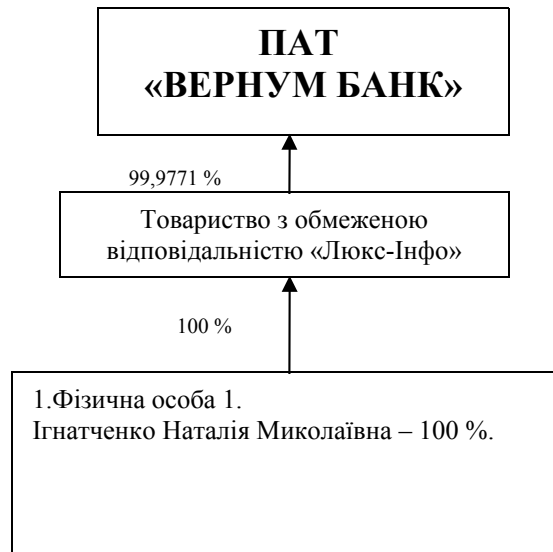 ПАТ
«ВЕРНУМ БАНК»
99,9771 %
Товариство з обмеженою
відповідальністю «Люкс-Інфо»
100 %
1.Фізична особа 1.
Ігнатченко Наталія Миколаївна – 100 %.